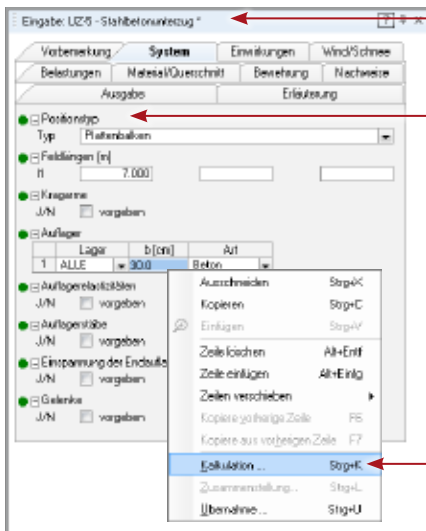 Eingabe: UZ-5 - Stahlbetonunterzug *
Vorbemerkung System Einwirkungen Wind/Schnee
Belastungen Material/Querschnitt Bewehrung Nachweise
Ausgabe Erläuterung
Positionstyp
Typ Plattenbalken
Feldlängen [m]
7.000
Kragarme
J/N vorgeben
Auflager
Lager b[cm] Art
1 ALLE 30.0 Beton
Auflagerelastizitäten
J/N vorgeben
Auflagerstäbe
J/N vorgeben
Einspannung der Endaufla
J/N vorgeben
Gelenke
J/N vorgeben
Ausschneiden Strg+X
Kopieren Strg+C
Einfügen Strg+V
Zeile löschen Alt+Entf
Zeile einfügen Alt+Einfg
Zeilen verschieben
Kopiere vorherige Zeile F6
Kopiere aus vorherigen Zeile F7
Kalkulation ... Strg+K
Zusammenstellung... Strg+L
Übernahme... Strg+U